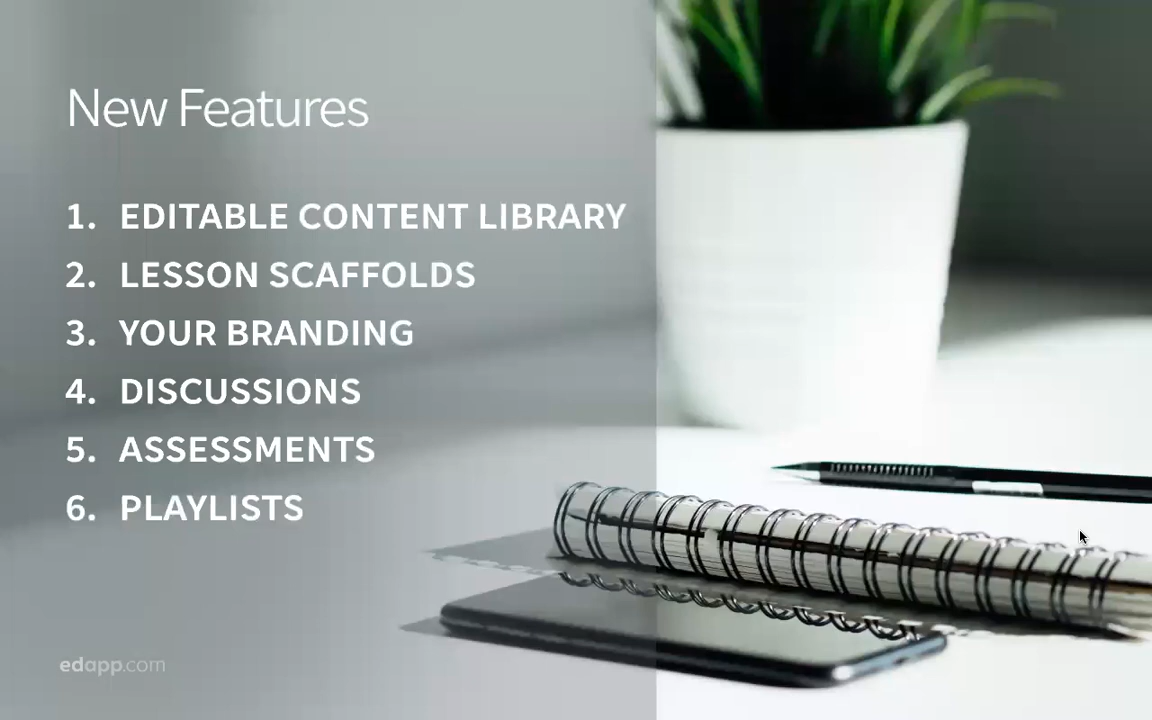 New Features
1. EDITABLE CONTENT LIBRARY
2. LESSON SCAFFOLDS
3. YOUR BRANDING
4. DISCUSSIONS
5. ASSESSMENTS
6. PLAYLISTS
edapp.com